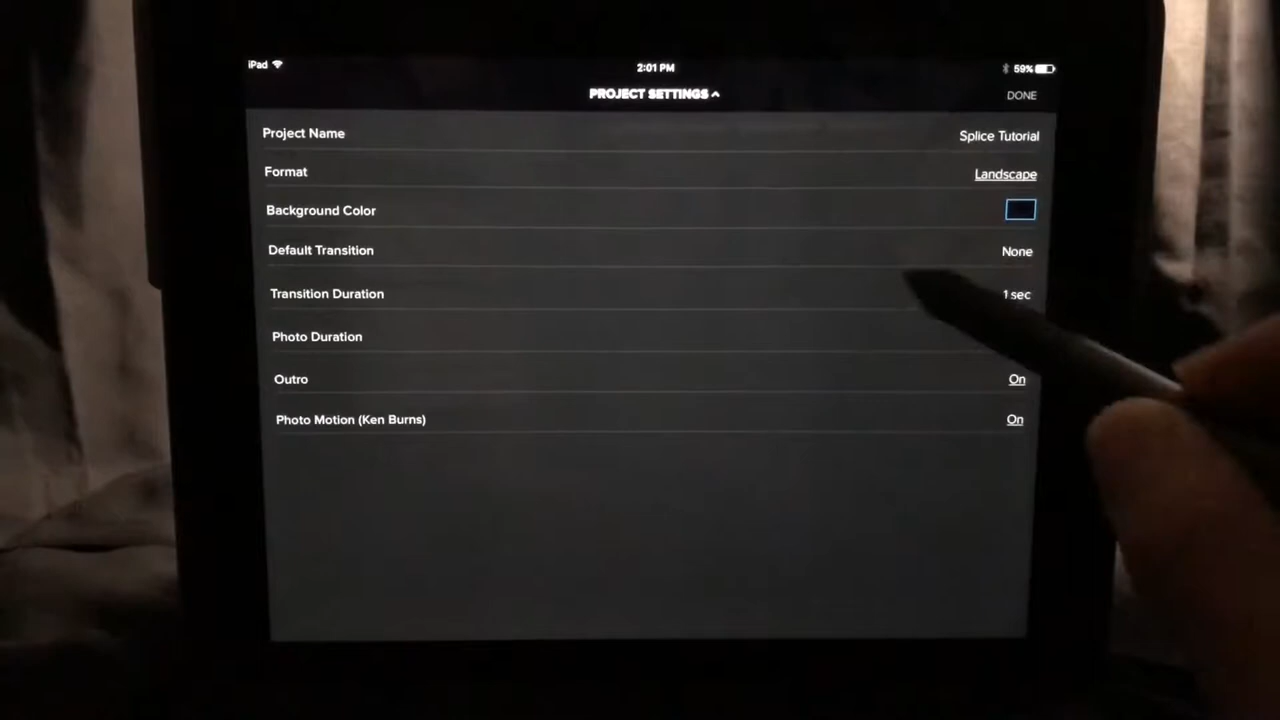 iPad 2:01 PM 59%
PROJECT SETTINGS DONE
Project Name Splice Tutorial
Format Landscape
Background Color
Default Transition None
Transition Duration 1 sec
Photo Duration
Outro On
Photo Motion (Ken Burns) On